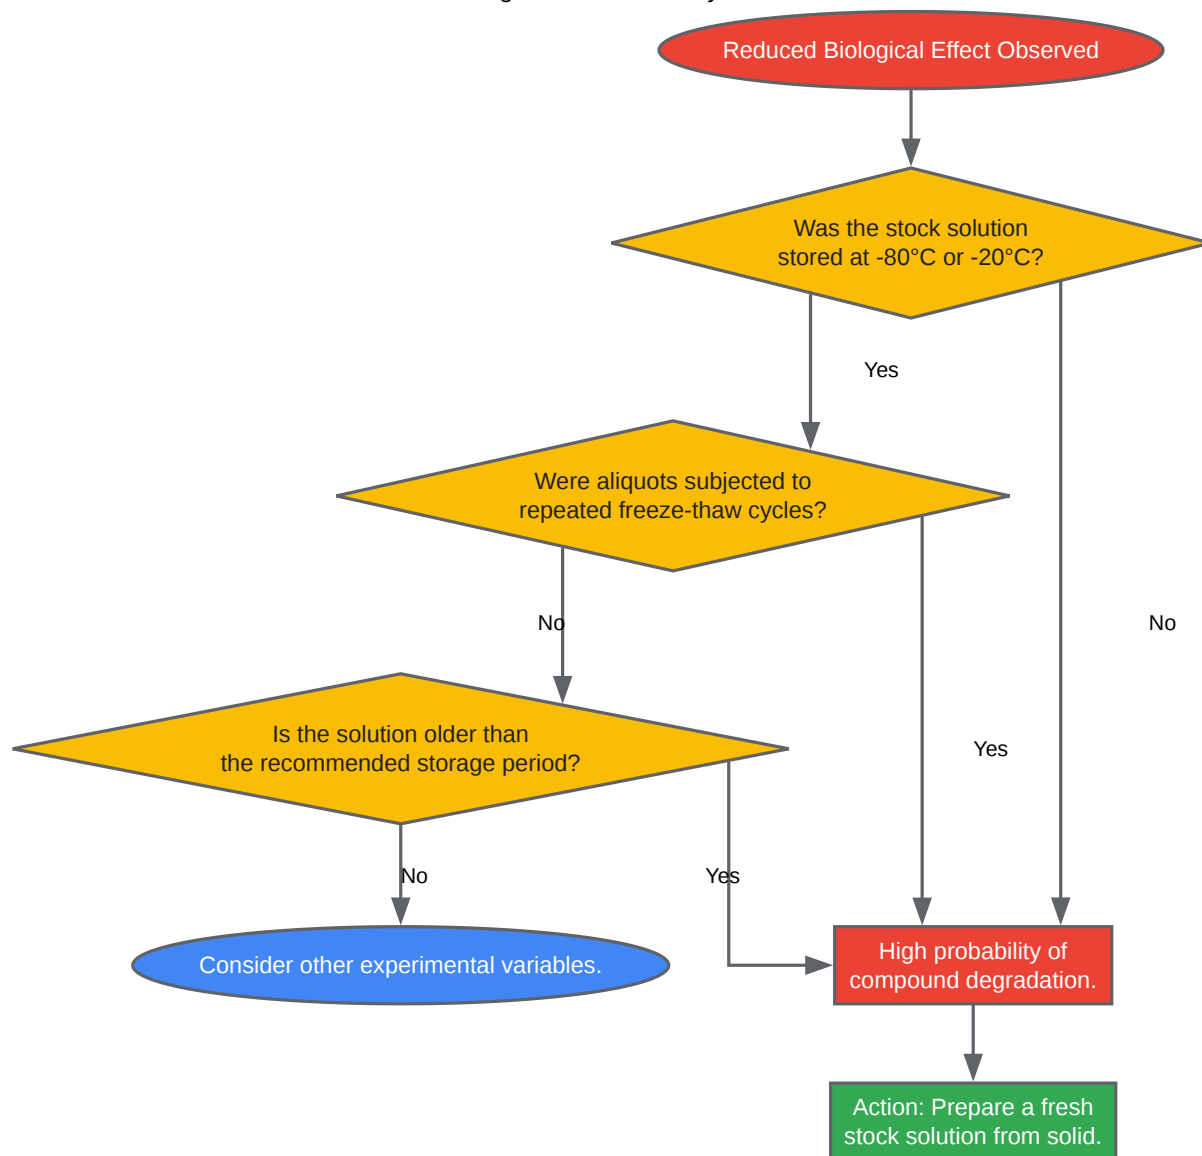 Reduced Biological Effect Observed
Was the stock solution
stored at -80°C or -20°C?
Yes
Were aliquots subjected to
repeated freeze-thaw cycles?
No
No
Is the solution older than
the recommended storage period?
Yes
No
Yes
Consider other experimental variables.
High probability of
compound degradation.
Action: Prepare a fresh
stock solution from solid.